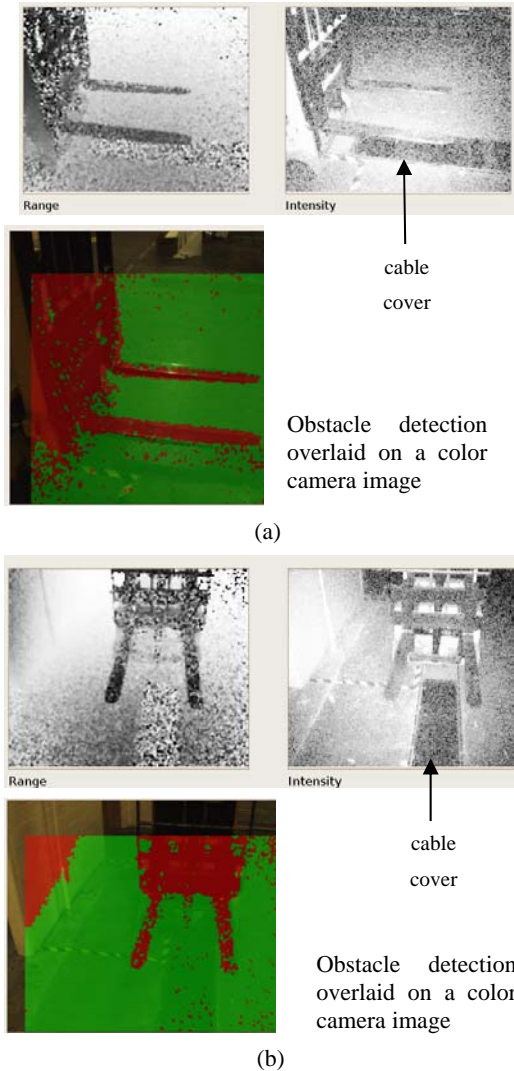 Range
Intensity
cable
cover
Obstacle detection
overlaid on a color
camera image
(a)
Range
Intensity
cable
cover
Obstacle detection
overlaid on a color
camera image
(b)